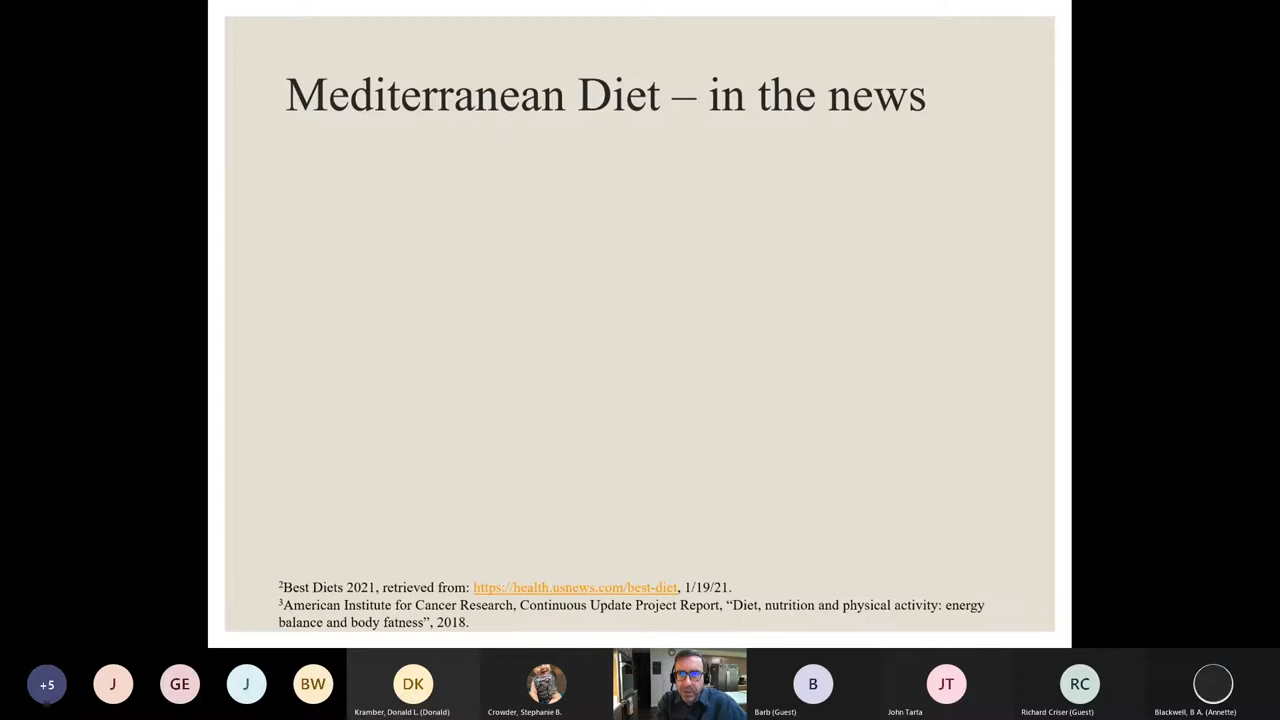 Mediterranean Diet – in the news
²Best Diets 2021, retrieved from: https://health.usnews.com/best-diet, 1/19/21.
³American Institute for Cancer Research, Continuous Update Project Report, “Diet, nutrition and physical activity: energy
balance and body fatness”, 2018.
+5
J
GE
J
BW
DK
B
JT
RC
Kramber, Donald L. (Donald)
Crowder, Stephanie B.
Barb (Guest)
John Tarta
Richard Criser (Guest)
Blackwell, B A. (Annette)